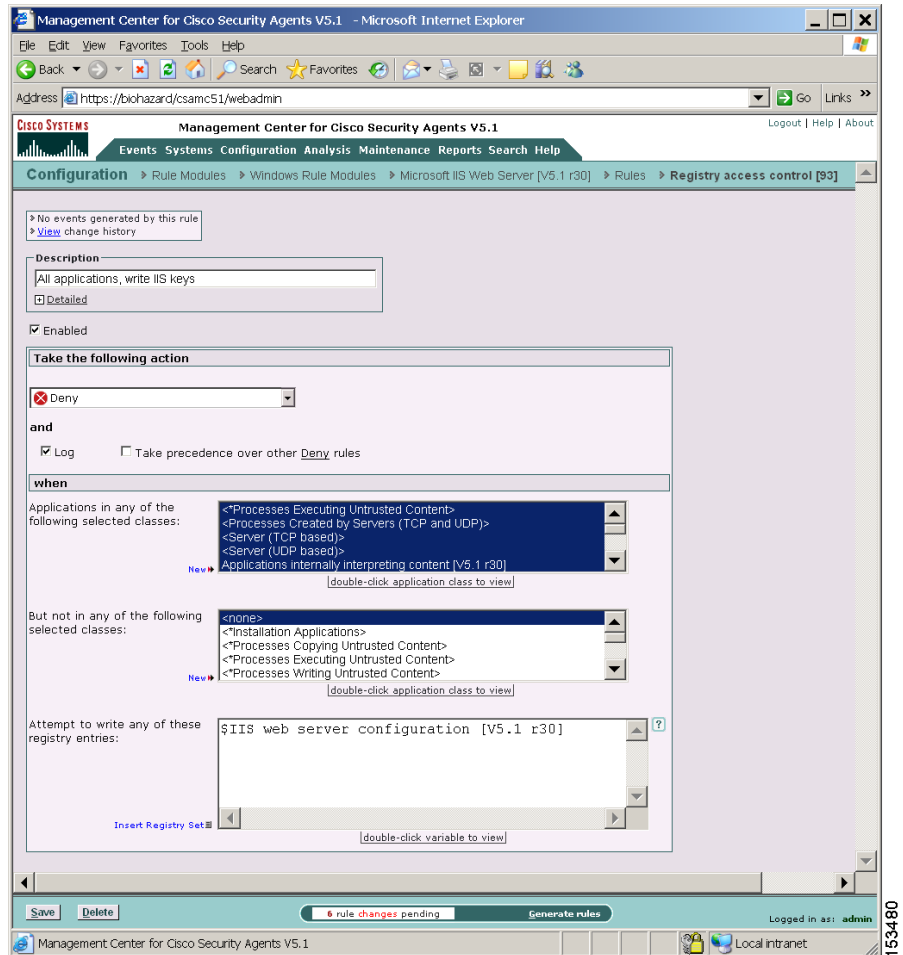 Management Center for Cisco Security Agents V5.1 - Microsoft Internet Explorer
File Edit View Favorites Tools Help
Back Search Favorites
Address https://biohazard/csamc51/webadmin Go Links »
CISCO SYSTEMS
Management Center for Cisco Security Agents V5.1
Logout | Help | About
Events Systems Configuration Analysis Maintenance Reports Search Help
Configuration Rule Modules Windows Rule Modules Microsoft IIS Web Server [V5.1 r30] Rules Registry access control [93]
No events generated by this rule
View change history
Description
All applications, write IIS keys
Detailed
Enabled
Take the following action
Deny
and
Log Take precedence over other Deny rules
when
Applications in any of the
following selected classes:
New
<*Processes Executing Untrusted Content>
<Processes Created by Servers (TCP and UDP)>
<Server (TCP based)>
<Server (UDP based)>
Applications internally interpreting content [V5.1 r30]
[double-click application class to view]
But not in any of the following
selected classes:
New
<none>
<*Installation Applications>
<*Processes Copying Untrusted Content>
<*Processes Executing Untrusted Content>
<*Processes Writing Untrusted Content>
[double-click application class to view]
Attempt to write any of these
registry entries:
$IIS web server configuration [V5.1 r30]
?
Insert Registry Set
[double-click variable to view]
Save Delete
6 rule changes pending Generate rules
Logged in as: admin
Management Center for Cisco Security Agents V5.1
Local intranet
153480